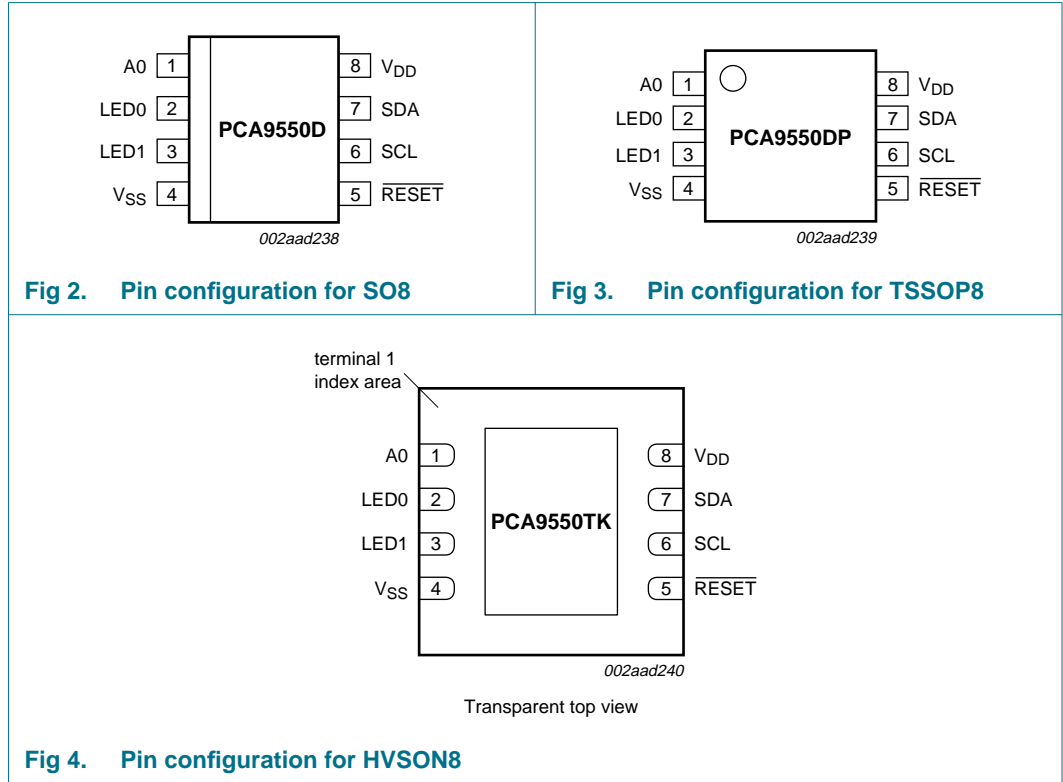 A0 1
LED0 2
LED1 3
VSS 4
PCA9550D
8 VDD
7 SDA
6 SCL
5 RESET
002aad238
Fig 2. Pin configuration for SO8
A0 1
LED0 2
LED1 3
VSS 4
PCA9550DP
8 VDD
7 SDA
6 SCL
5 RESET
002aad239
Fig 3. Pin configuration for TSSOP8
terminal 1
index area
A0 1
LED0 2
LED1 3
VSS 4
PCA9550TK
8 VDD
7 SDA
6 SCL
5 RESET
002aad240
Transparent top view
Fig 4. Pin configuration for HVSON8